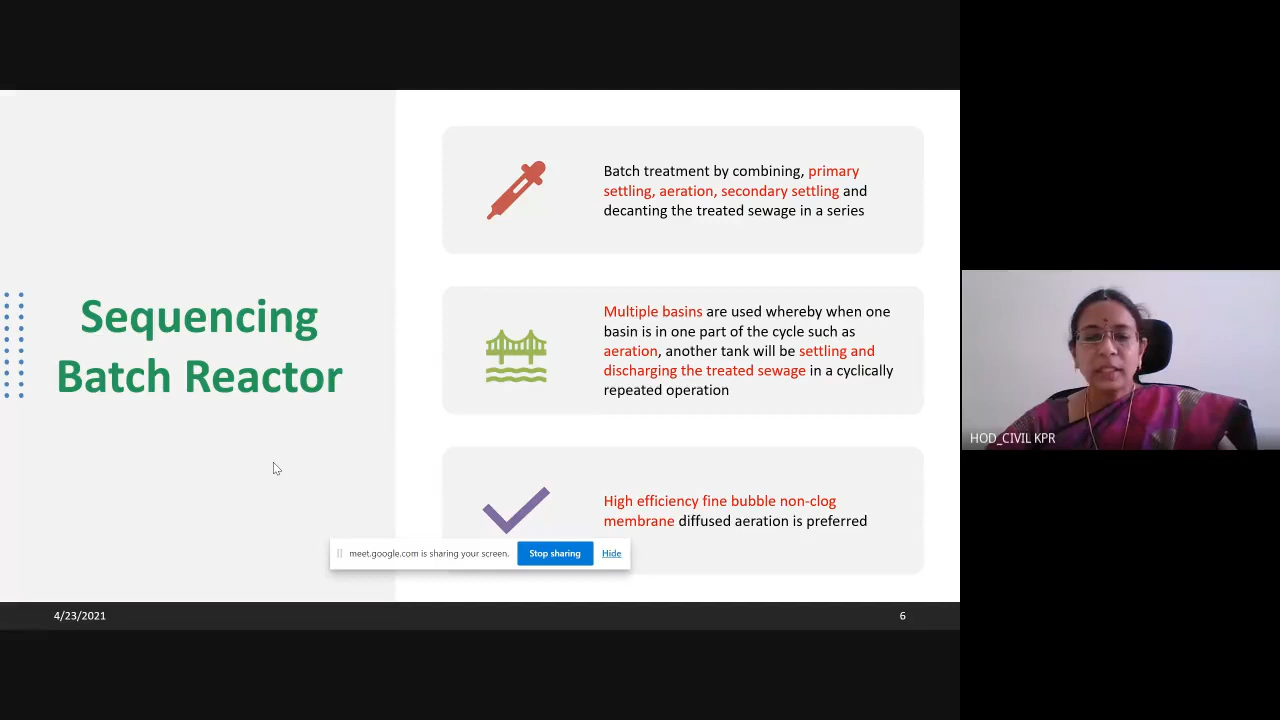 Sequencing
Batch Reactor
Batch treatment by combining, primary
settling, aeration, secondary settling and
decanting the treated sewage in a series
Multiple basins are used whereby when one
basin is in one part of the cycle such as
aeration, another tank will be settling and
discharging the treated sewage in a cyclically
repeated operation
High efficiency fine bubble non-clog
membrane diffused aeration is preferred
meet.google.com is sharing your screen. Stop sharing Hide
4/23/2021 6
HOD_CIVIL KPR